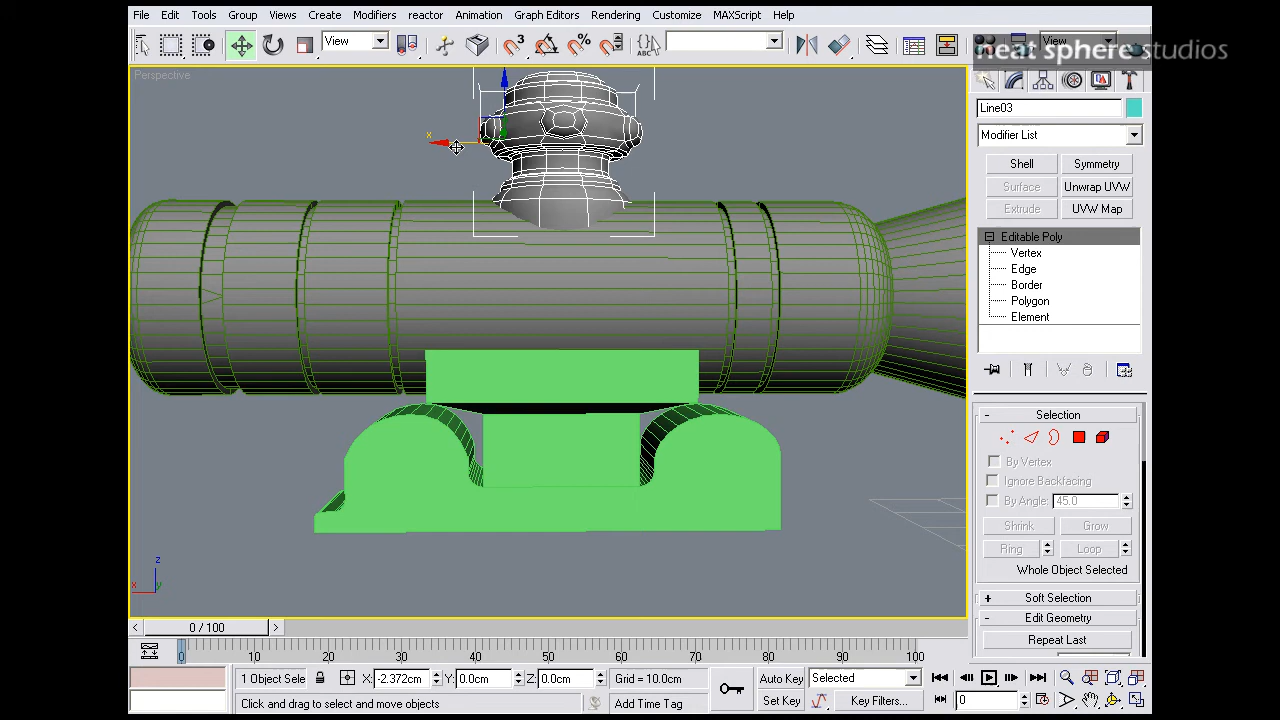 File Edit Tools Group Views Create Modifiers reactor Animation Graph Editors Rendering Customize MAXScript Help
View ABC View
neat sphere studios
Perspective
Line03
x
Modifier List
Shell Symmetry
Surface Unwrap UVW
Extrude UVW Map
Editable Poly
Vertex
Edge
Border
Polygon
Element
- Selection
By Vertex
Ignore Backfacing
By Angle: 45.0
Shrink Grow
Ring Loop
Whole Object Selected
+ Soft Selection
- Edit Geometry
Repeat Last
z
x y
< 0 / 100 >
0 10 20 30 40 50 60 70 80 90 100
1 Object Sele X: -2.372cm Y: 0.0cm Z: 0.0cm Grid = 10.0cm Auto Key Selected
Click and drag to select and move objects Add Time Tag Set Key Key Filters... 0